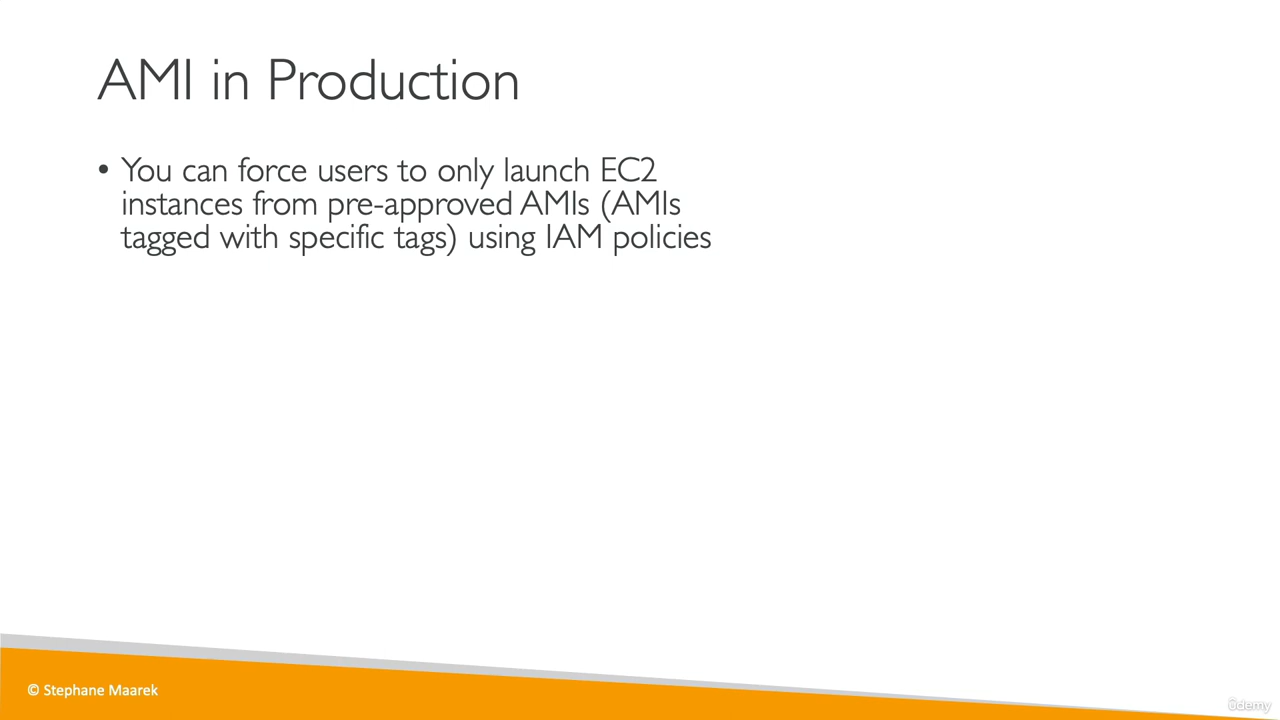 AMI in Production
• You can force users to only launch EC2
instances from pre-approved AMIs (AMIs
tagged with specific tags) using IAM policies
© Stephane Maarek
ûdemy